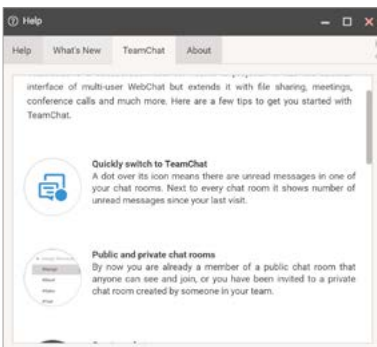 Help
Help What's New TeamChat About
interface of multi-user WebChat but extends it with file sharing, meetings,
conference calls and much more. Here are a few tips to get you started with
TeamChat.
Quickly switch to TeamChat
A dot over its icon means there are unread messages in one of
your chat rooms. Next to every chat room it shows number of
unread messages since your last visit.
Public and private chat rooms
By now you are already a member of a public chat room that
anyone can see and join, or you have been invited to a private
chat room created by someone in your team.